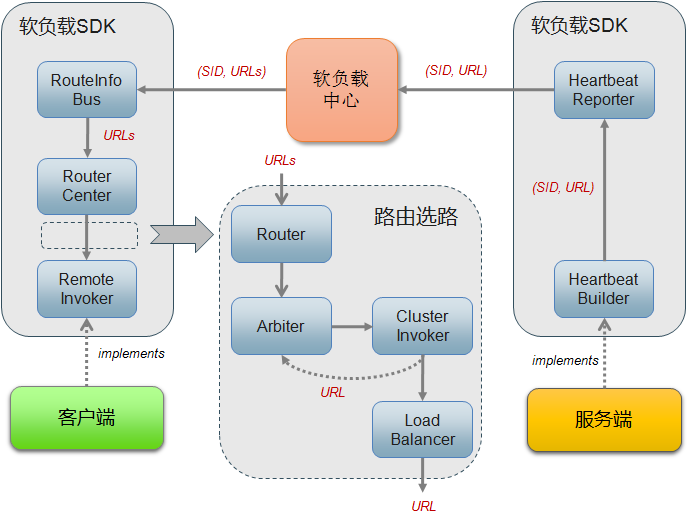 软负载SDK
RouteInfo
Bus
URLs
Router
Center
Remote
Invoker
implements
客户端
(SID, URLs)
软负载
中心
(SID, URL)
URLs
路由选路
Router
Arbiter
Cluster
Invoker
URL
Load
Balancer
URL
软负载SDK
Heartbeat
Reporter
(SID, URL)
Heartbeat
Builder
implements
服务端